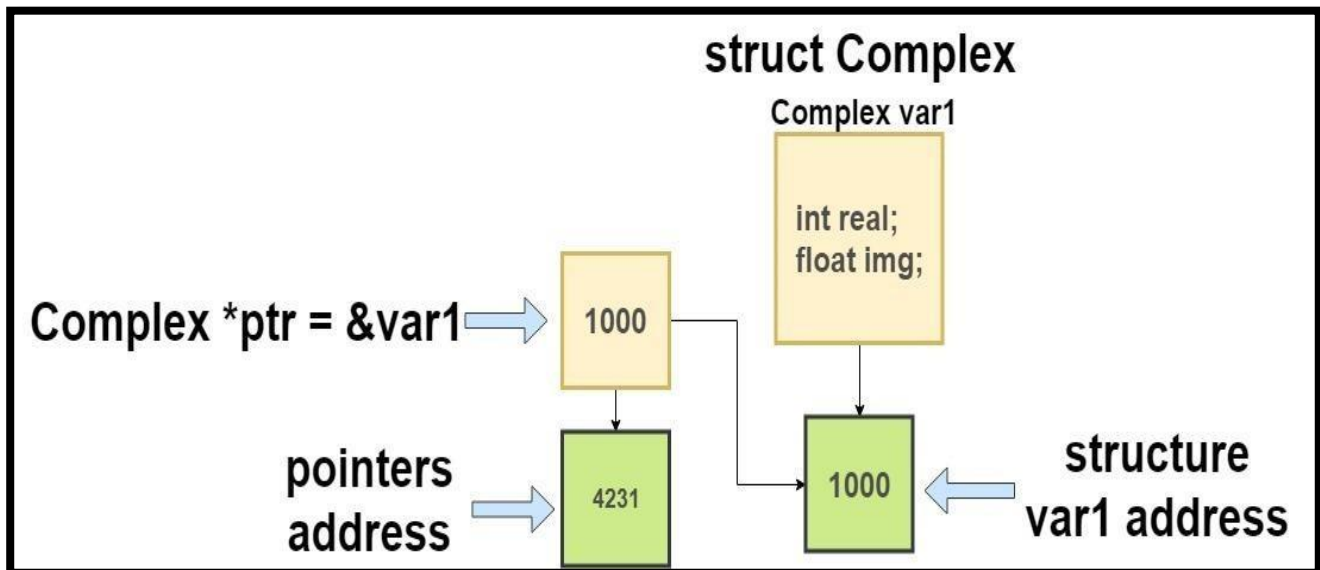 struct Complex
Complex var1
int real;
float img;
Complex *ptr = &var1
1000
pointers
address
4231
1000
structure
var1 address